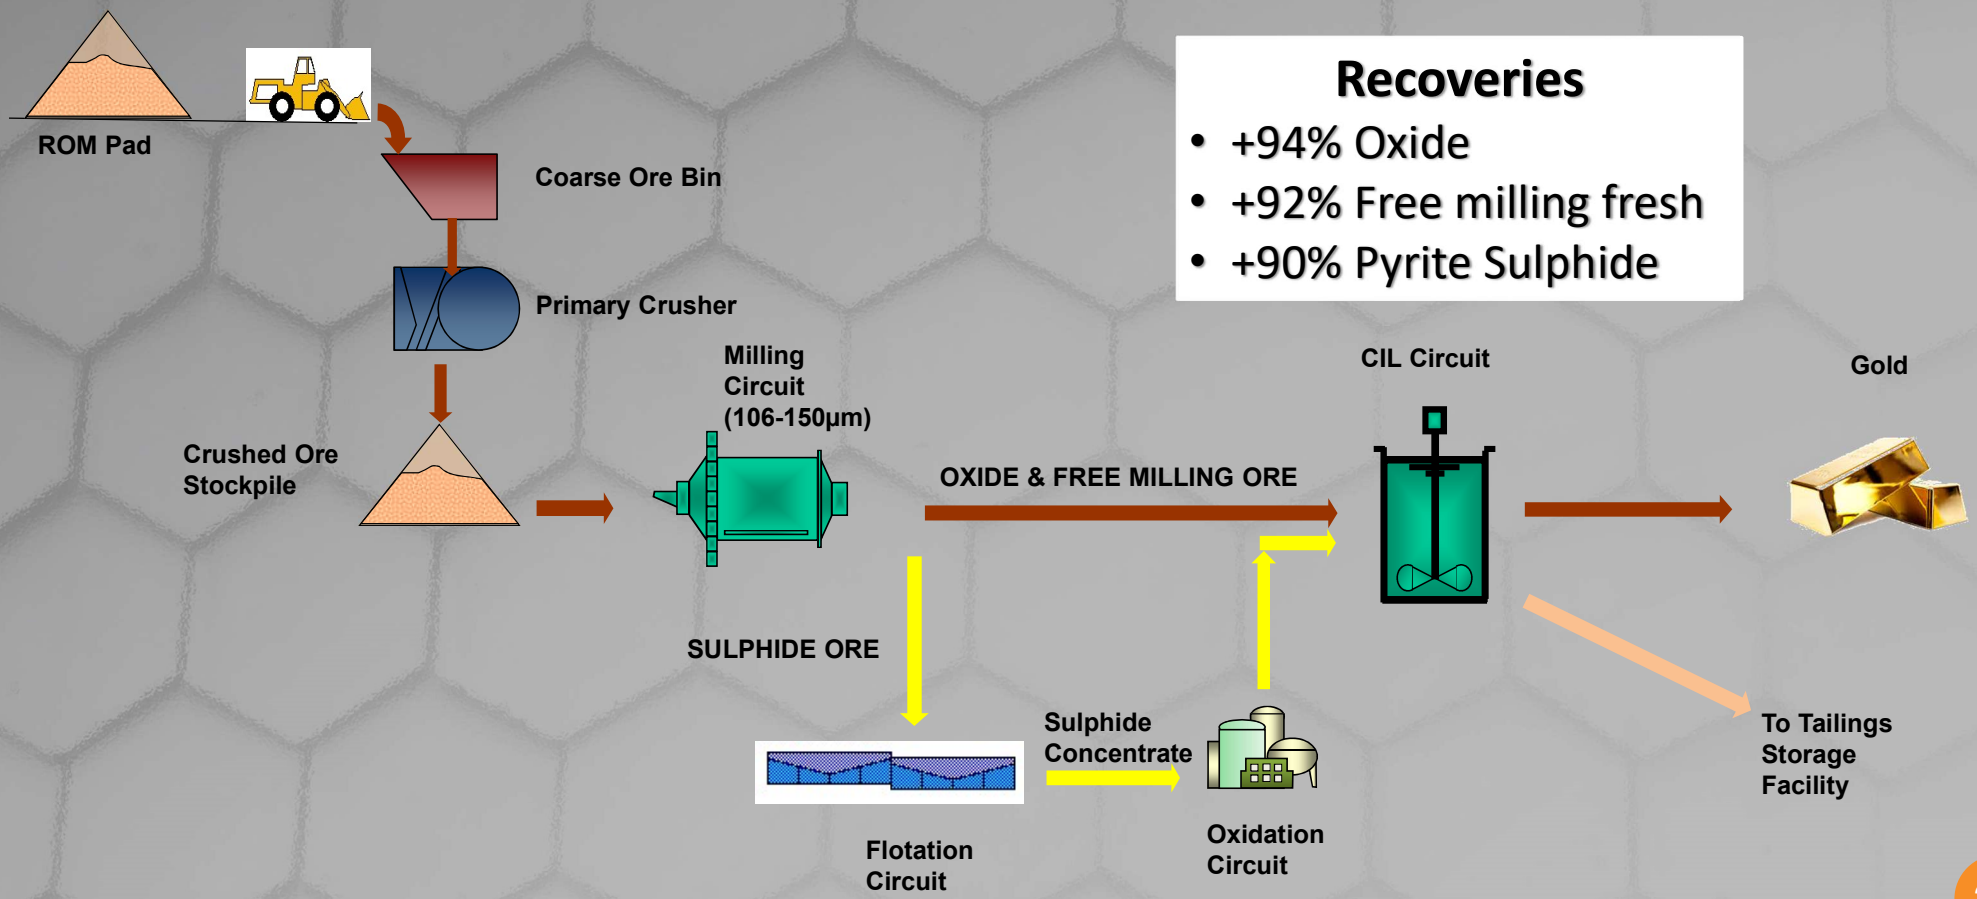 Recoveries
• +94% Oxide
• +92% Free milling fresh
• +90% Pyrite Sulphide
ROM Pad
Coarse Ore Bin
Primary Crusher
Crushed Ore
Stockpile
Milling
Circuit
(106-150µm)
OXIDE & FREE MILLING ORE
CIL Circuit
Gold
SULPHIDE ORE
Flotation
Circuit
Sulphide
Concentrate
Oxidation
Circuit
To Tailings
Storage
Facility